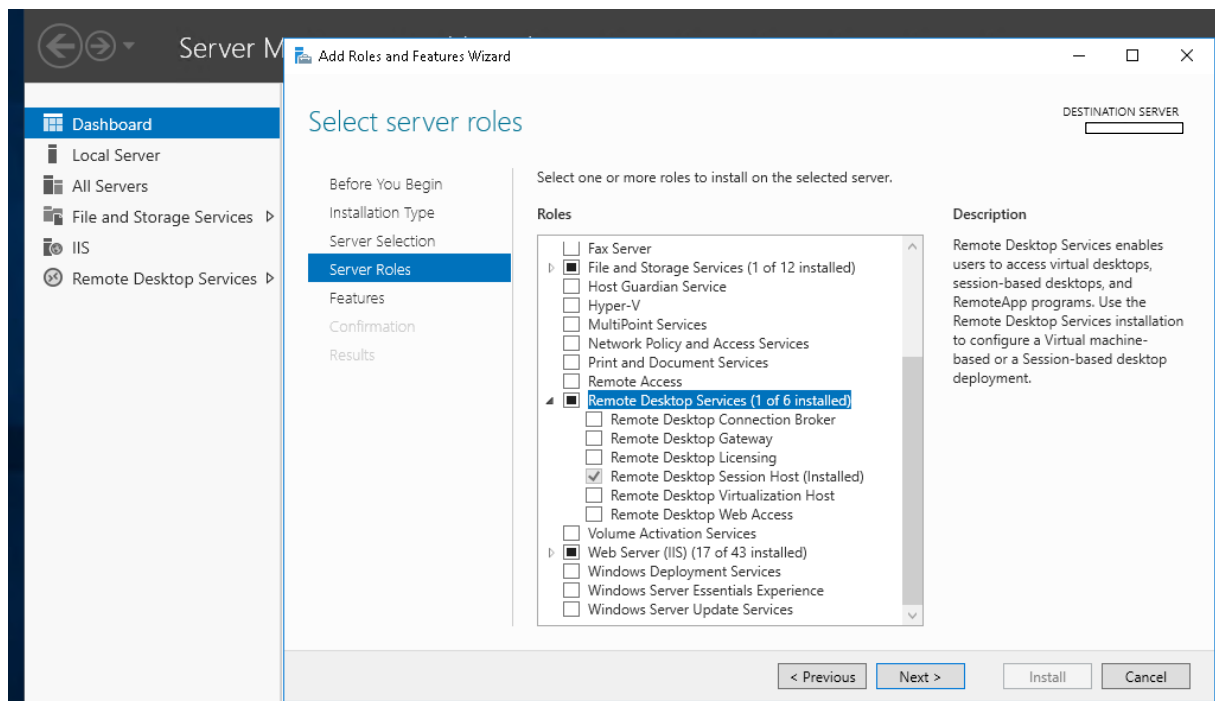 Server M
Add Roles and Features Wizard
Dashboard
Local Server
All Servers
File and Storage Services
IIS
Remote Desktop Services
Select server roles
DESTINATION SERVER
Before You Begin
Installation Type
Server Selection
Server Roles
Features
Confirmation
Results
Select one or more roles to install on the selected server.
Roles
Fax Server
File and Storage Services (1 of 12 installed)
Host Guardian Service
Hyper-V
MultiPoint Services
Network Policy and Access Services
Print and Document Services
Remote Access
Remote Desktop Services (1 of 6 installed)
Remote Desktop Connection Broker
Remote Desktop Gateway
Remote Desktop Licensing
Remote Desktop Session Host (Installed)
Remote Desktop Virtualization Host
Remote Desktop Web Access
Volume Activation Services
Web Server (IIS) (17 of 43 installed)
Windows Deployment Services
Windows Server Essentials Experience
Windows Server Update Services
Description
Remote Desktop Services enables
users to access virtual desktops,
session-based desktops, and
RemoteApp programs. Use the
Remote Desktop Services installation
to configure a Virtual machine-
based or a Session-based desktop
deployment.
< Previous
Next >
Install
Cancel